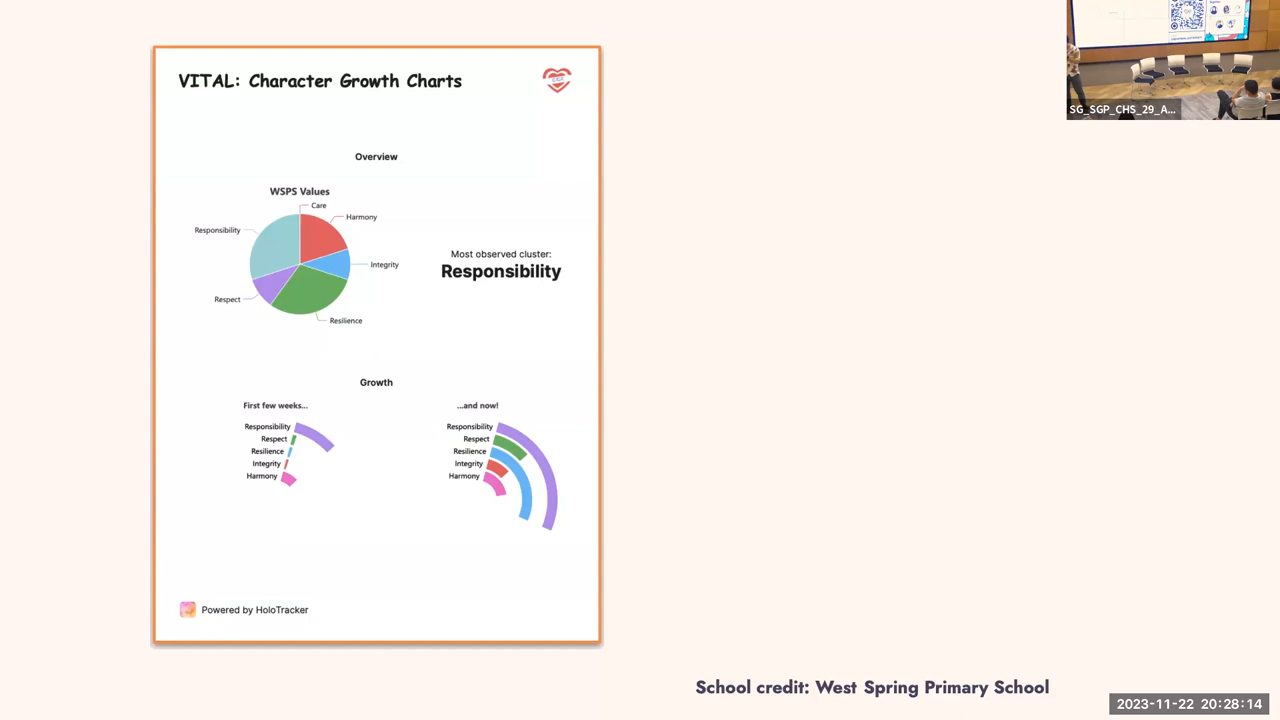 VITAL: Character Growth Charts
Overview
WSPS Values
Care
Harmony
Responsibility
Integrity
Respect
Resilience
Most observed cluster:
Responsibility
Growth
First few weeks...
Responsibility
Respect
Resilience
Integrity
Harmony
...and now!
Responsibility
Respect
Resilience
Integrity
Harmony
Powered by HoloTracker
School credit: West Spring Primary School
SG_SGP_CHS_29_A...
2023-11-22 20:28:14